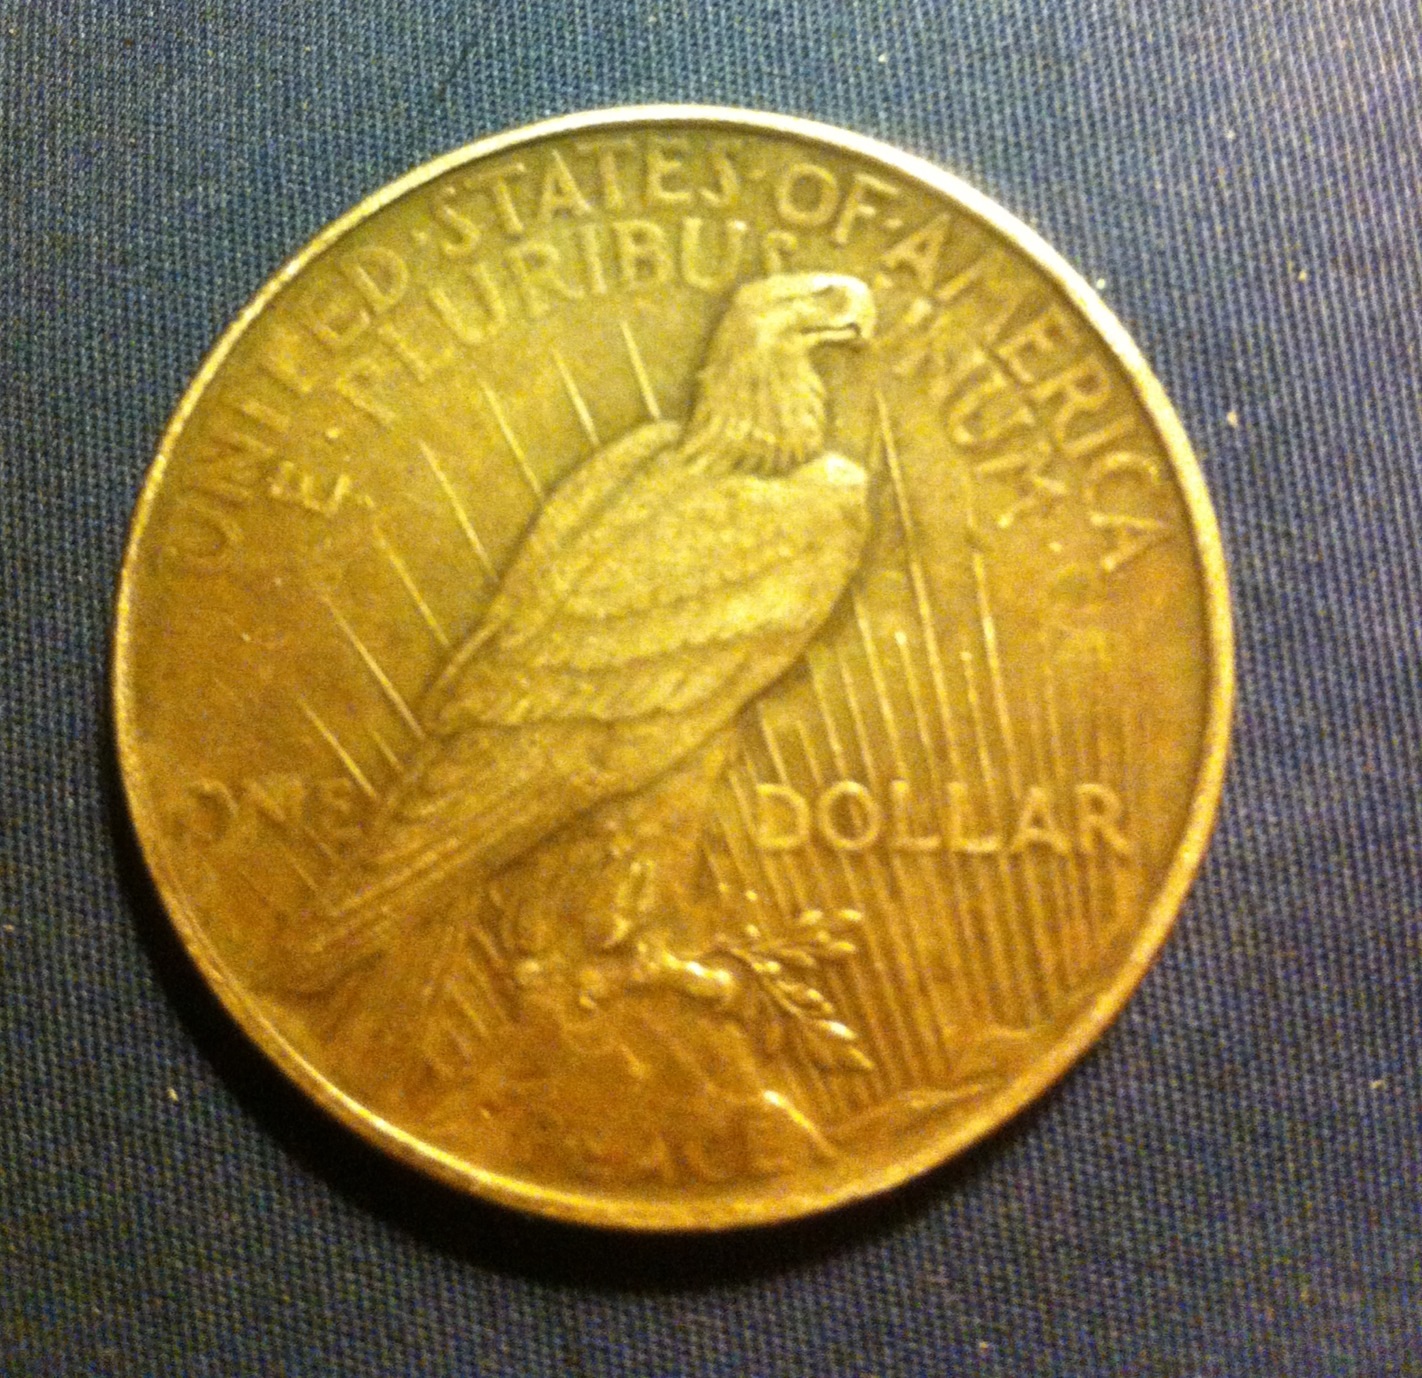 UNITED·STATES·OF·AMERICA
E·PLURIBUS UNUM
ONE DOLLAR
PEACE